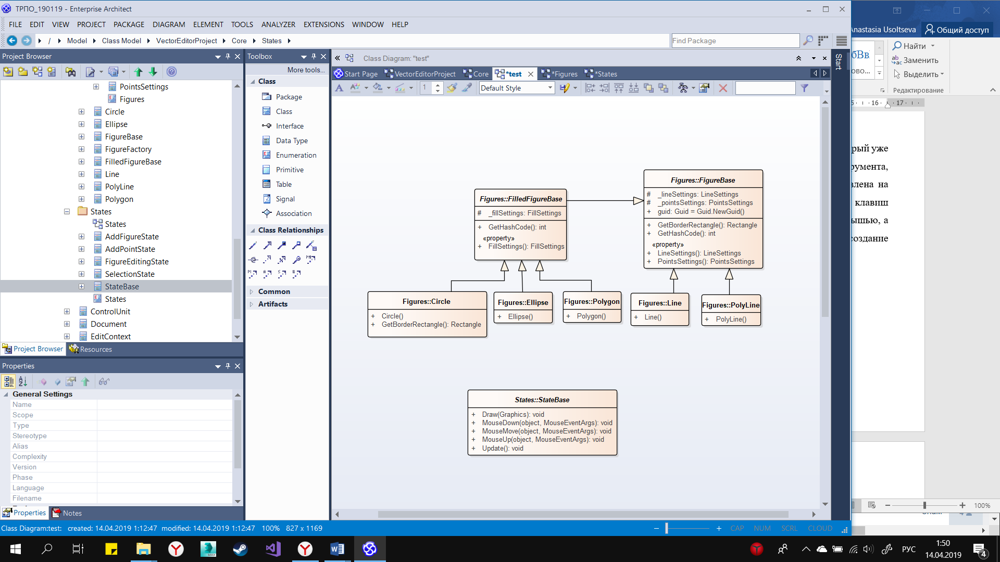 ТРПО_190119 - Enterprise Architect
FILE EDIT VIEW PROJECT PACKAGE DIAGRAM ELEMENT TOOLS ANALYZER EXTENSIONS WINDOW HELP
/ Model Class Model VectorEditorProject Core States
Find Package
Project Browser
PointsSettings
Figures
Circle
Ellipse
FigureBase
FigureFactory
FilledFigureBase
Line
PolyLine
Polygon
States
States
AddFigureState
AddPointState
FigureEditingState
SelectionState
StateBase
States
ControlUnit
Document
EditContext
Project Browser Resources
Properties
General Settings
Name
Scope
Type
Stereotype
Alias
Complexity
Version
Phase
Language
Filename
Properties Notes
Toolbox
More tools...
Class
Package
Class
Interface
Data Type
Enumeration
Primitive
Table
Signal
Association
Class Relationships
Common
Artifacts
Class Diagram: "test"
Start Page VectorEditorProject Core *test *Figures *States
1 Default Style
Figures::FilledFigureBase
# _fillSettings: FillSettings
+ GetHashCode(): int
«property»
+ FillSettings(): FillSettings
Figures::FigureBase
# _lineSettings: LineSettings
# _pointsSettings: PointsSettings
+ guid: Guid = Guid.NewGuid()
+ GetBorderRectangle(): Rectangle
+ GetHashCode(): int
«property»
+ LineSettings(): LineSettings
+ PointsSettings(): PointsSettings
Figures::Circle
+ Circle()
+ GetBorderRectangle(): Rectangle
Figures::Ellipse
+ Ellipse()
Figures::Polygon
+ Polygon()
Figures::Line
+ Line()
Figures::PolyLine
+ PolyLine()
States::StateBase
+ Draw(Graphics): void
+ MouseDown(object, MouseEventArgs): void
+ MouseMove(object, MouseEventArgs): void
+ MouseUp(object, MouseEventArgs): void
+ Update(): void
Start
Class Diagram:test: created: 14.04.2019 1:12:47 modified: 14.04.2019 1:12:47 100% 827 x 1169
CAP NUM SCRL CLOUD
Anastasia Usoltseva Общий доступ
Найти
Заменить
Выделить
Редактирование
16 17
рый уже
румента,
влена на
клавиш
ышью, а
создание
100%
РУС
1:50
14.04.2019
4